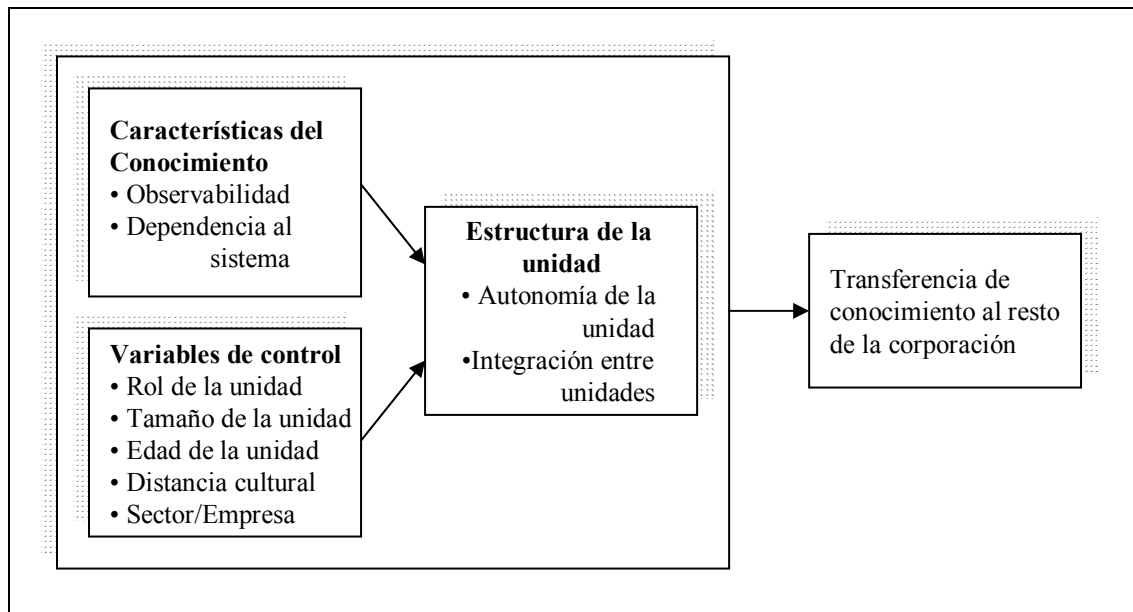 Características del
Conocimiento
• Observabilidad
• Dependencia al
sistema
Variables de control
• Rol de la unidad
• Tamaño de la unidad
• Edad de la unidad
• Distancia cultural
• Sector/Empresa
Estructura de la
unidad
• Autonomía de la
unidad
•Integración entre
unidades
Transferencia de
conocimiento al resto
de la corporación